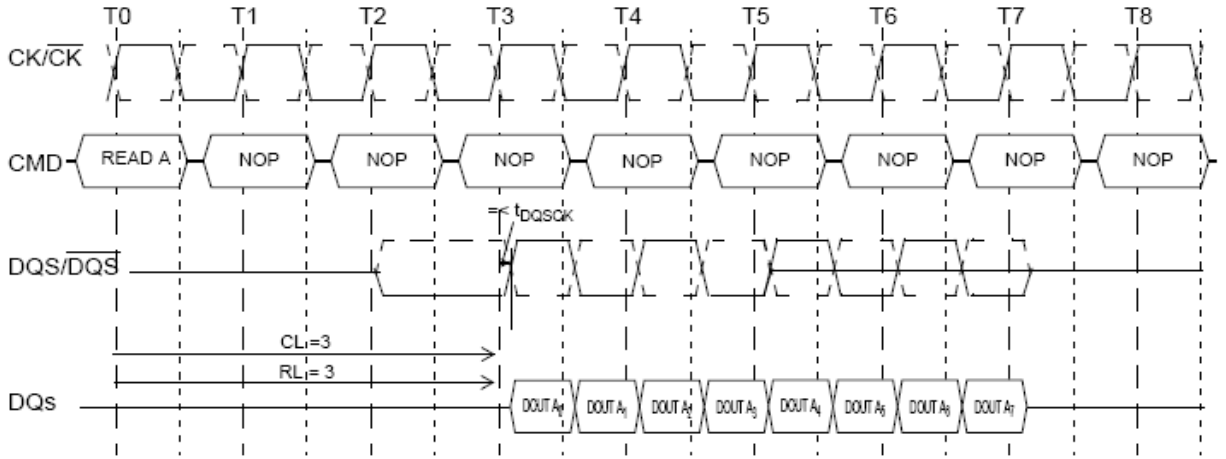 T0 T1 T2 T3 T4 T5 T6 T7 T8
CK/CK
CMD READ A NOP NOP NOP NOP NOP NOP NOP NOP
=< tDQSCK
DQS/DQS
CL =3
RL = 3
DQs DOUT A0 DOUT A1 DOUT A2 DOUT A3 DOUT A4 DOUT A5 DOUT A6 DOUT A7